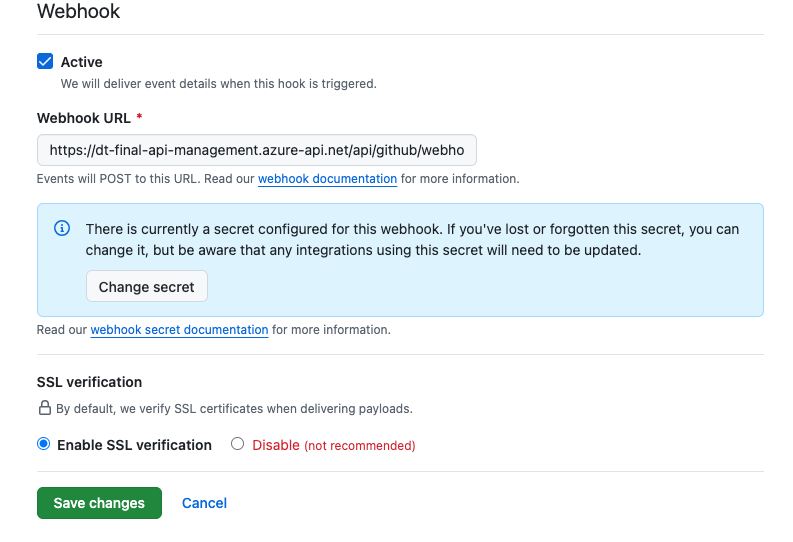 Webhook
Active
We will deliver event details when this hook is triggered.
Webhook URL *
https://dt-final-api-management.azure-api.net/api/github/webho
Events will POST to this URL. Read our webhook documentation for more information.
There is currently a secret configured for this webhook. If you've lost or forgotten this secret, you can
change it, but be aware that any integrations using this secret will need to be updated.
Change secret
Read our webhook secret documentation for more information.
SSL verification
By default, we verify SSL certificates when delivering payloads.
Enable SSL verification Disable (not recommended)
Save changes Cancel